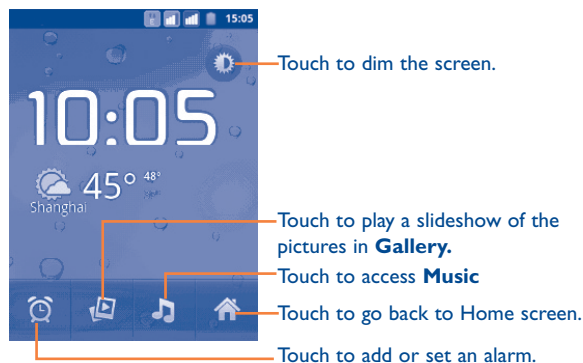 15:05
Touch to dim the screen.
10:05
45° 48°
Shanghai
Touch to play a slideshow of the
pictures in Gallery.
Touch to access Music
Touch to go back to Home screen.
Touch to add or set an alarm.